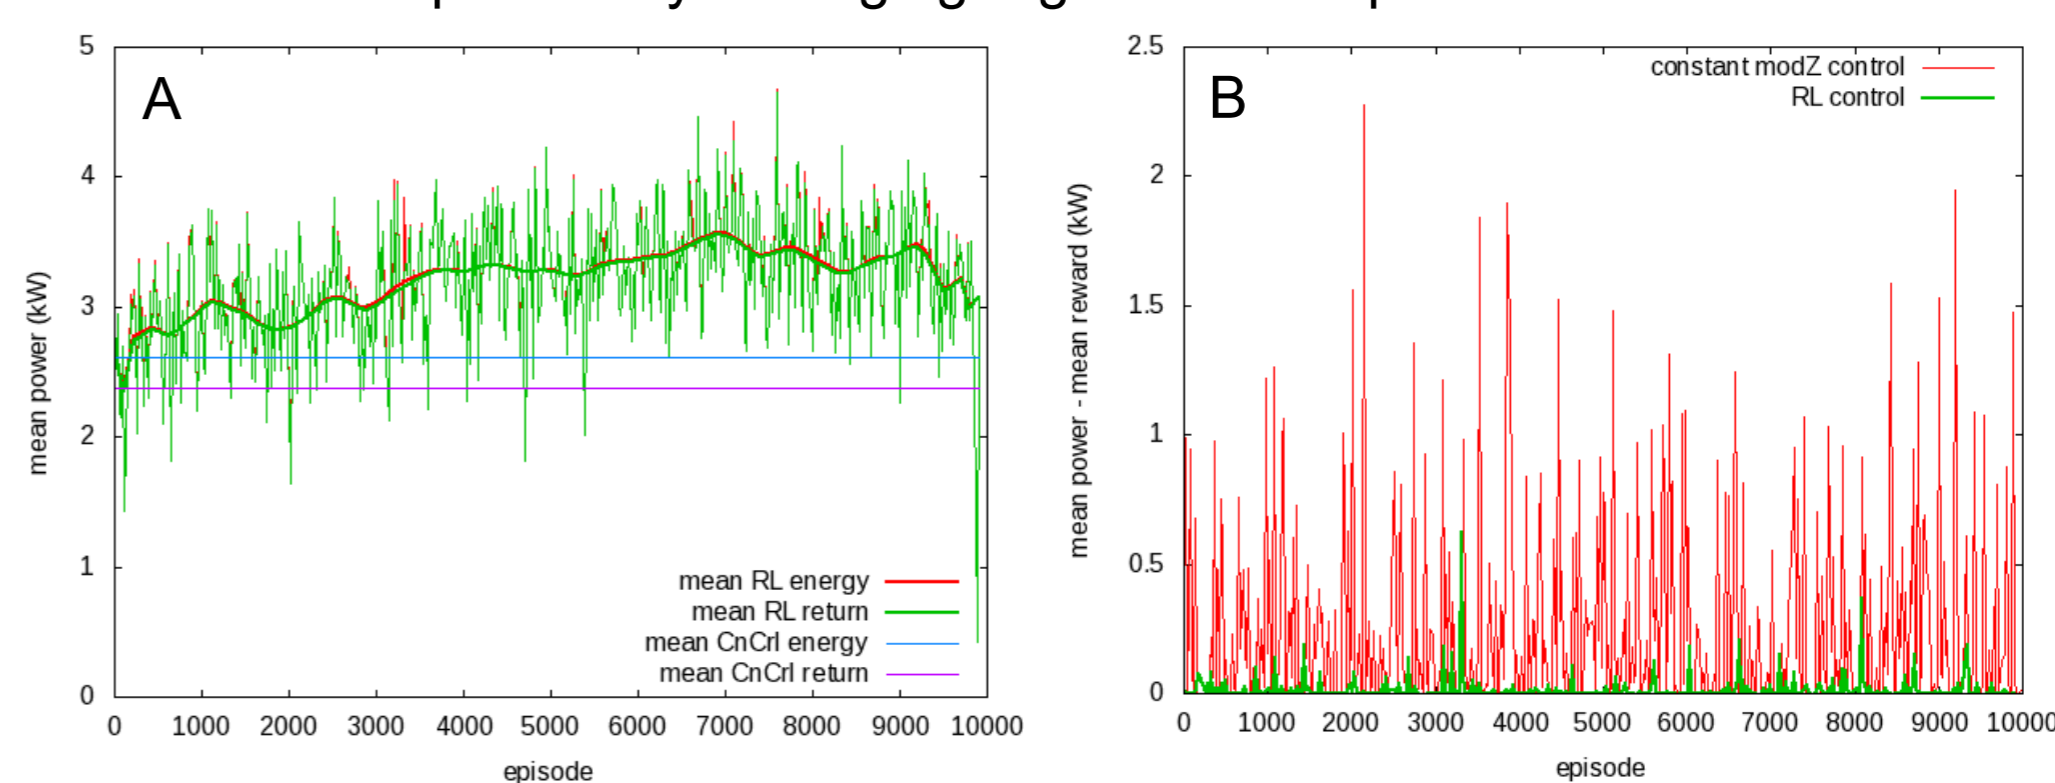 A
5
4
3
2
1
0
mean power (kW)
mean RL energy
mean RL return
mean CnCrl energy
mean CnCrl return
0 1000 2000 3000 4000 5000 6000 7000 8000 9000 10000
episode
B
2.5
2
1.5
1
0.5
0
mean power - mean reward (kW)
constant modZ control
RL control
0 1000 2000 3000 4000 5000 6000 7000 8000 9000 10000
episode